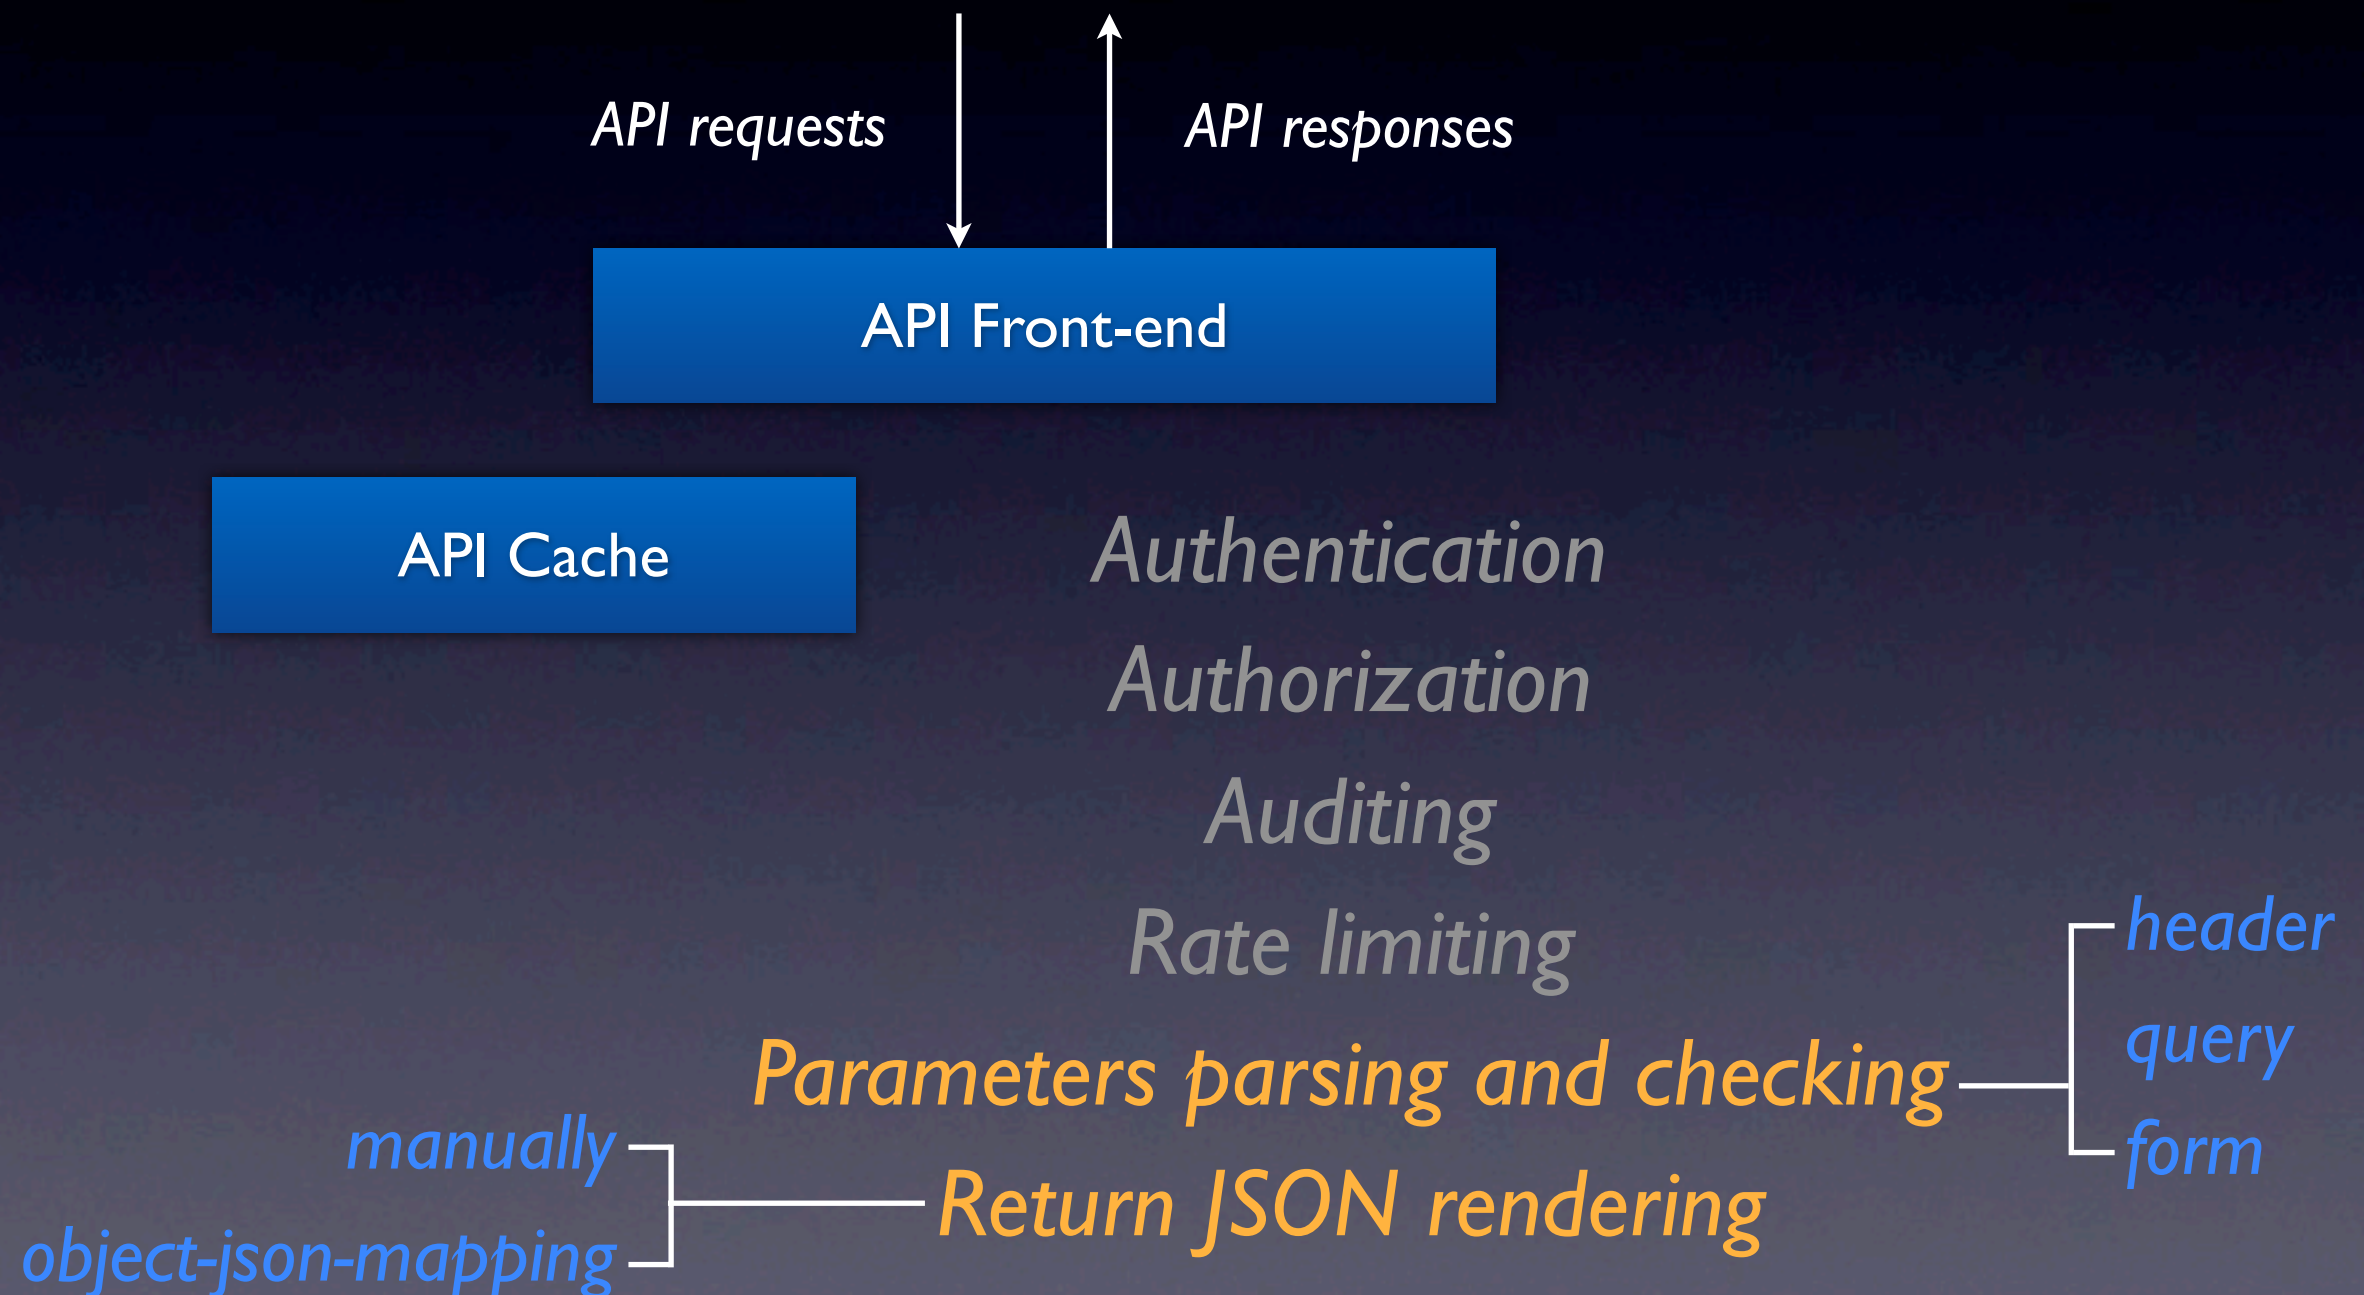 API requests
API responses
API Front-end
API Cache
Authentication
Authorization
Auditing
Rate limiting
header
query
form
Parameters parsing and checking
manually
object-json-mapping
Return JSON rendering